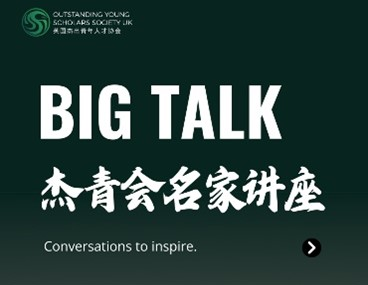 OUTSTANDING YOUNG
SCHOLARS SOCIETY UK
英国杰出青年人才协会
BIG TALK
杰青会名家讲座
Conversations to inspire.